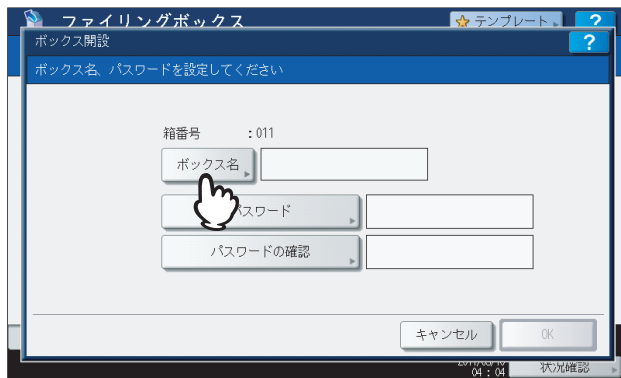 ファイリングボックス
テンプレート
?
ボックス開設
?
ボックス名、パスワードを設定してください
箱番号 :011
ボックス名
パスワード
パスワードの確認
キャンセル
OK
04:04
状況確認